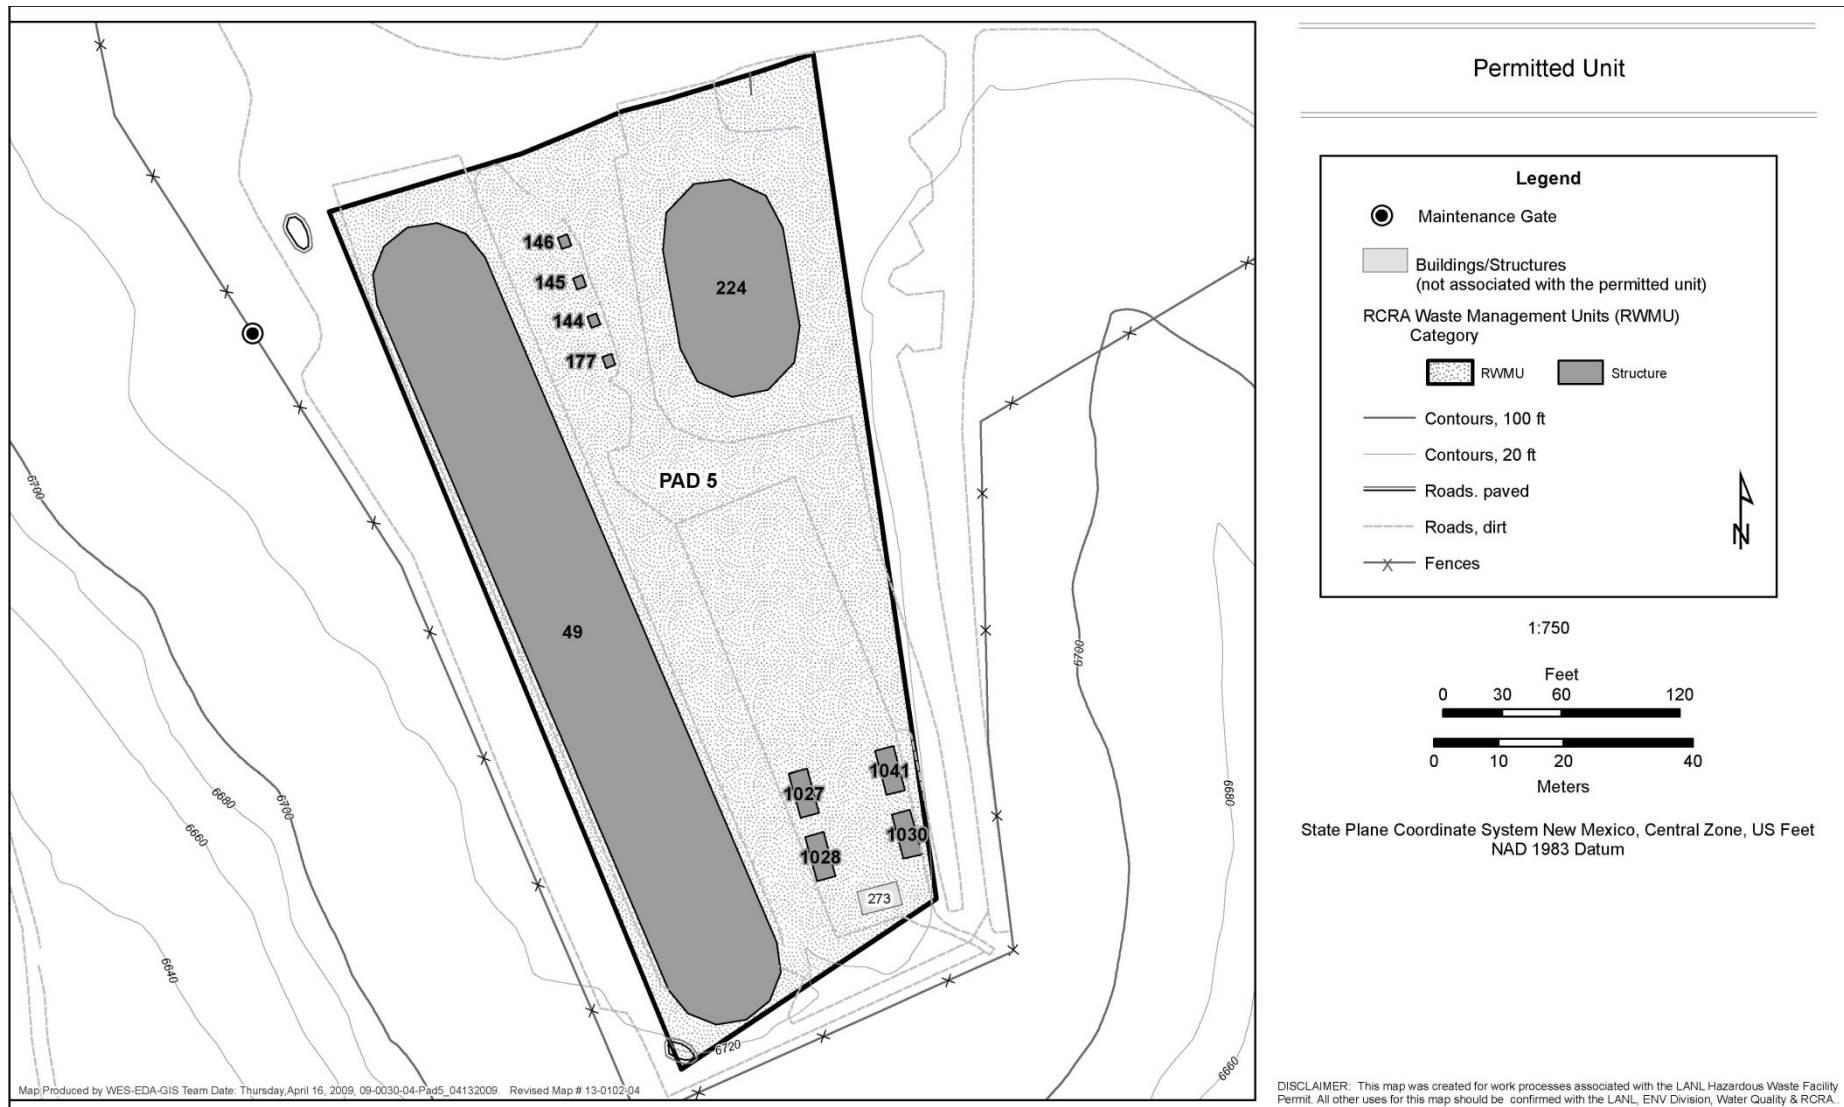 Permitted Unit
Legend
Maintenance Gate
Buildings/Structures
(not associated with the permitted unit)
RCRA Waste Management Units (RWMU)
Category
RWMU
Structure
Contours, 100 ft
Contours, 20 ft
Roads. paved
Roads, dirt
Fences
N
1:750
Feet
0 30 60 120
0 10 20 40
Meters
State Plane Coordinate System New Mexico, Central Zone, US Feet
NAD 1983 Datum
DISCLAIMER: This map was created for work processes associated with the LANL Hazardous Waste Facility
Permit. All other uses for this map should be confirmed with the LANL, ENV Division, Water Quality & RCRA..
146
145
144
177
224
PAD 5
49
1041
1027
1030
1028
273
6700
6680
6700
6660
6640
6720
6700
6680
6660
Map Produced by WES-EDA-GIS Team Date: Thursday,April 16, 2009, 09-0030-04-Pad5_04132009. Revised Map # 13-0102-04